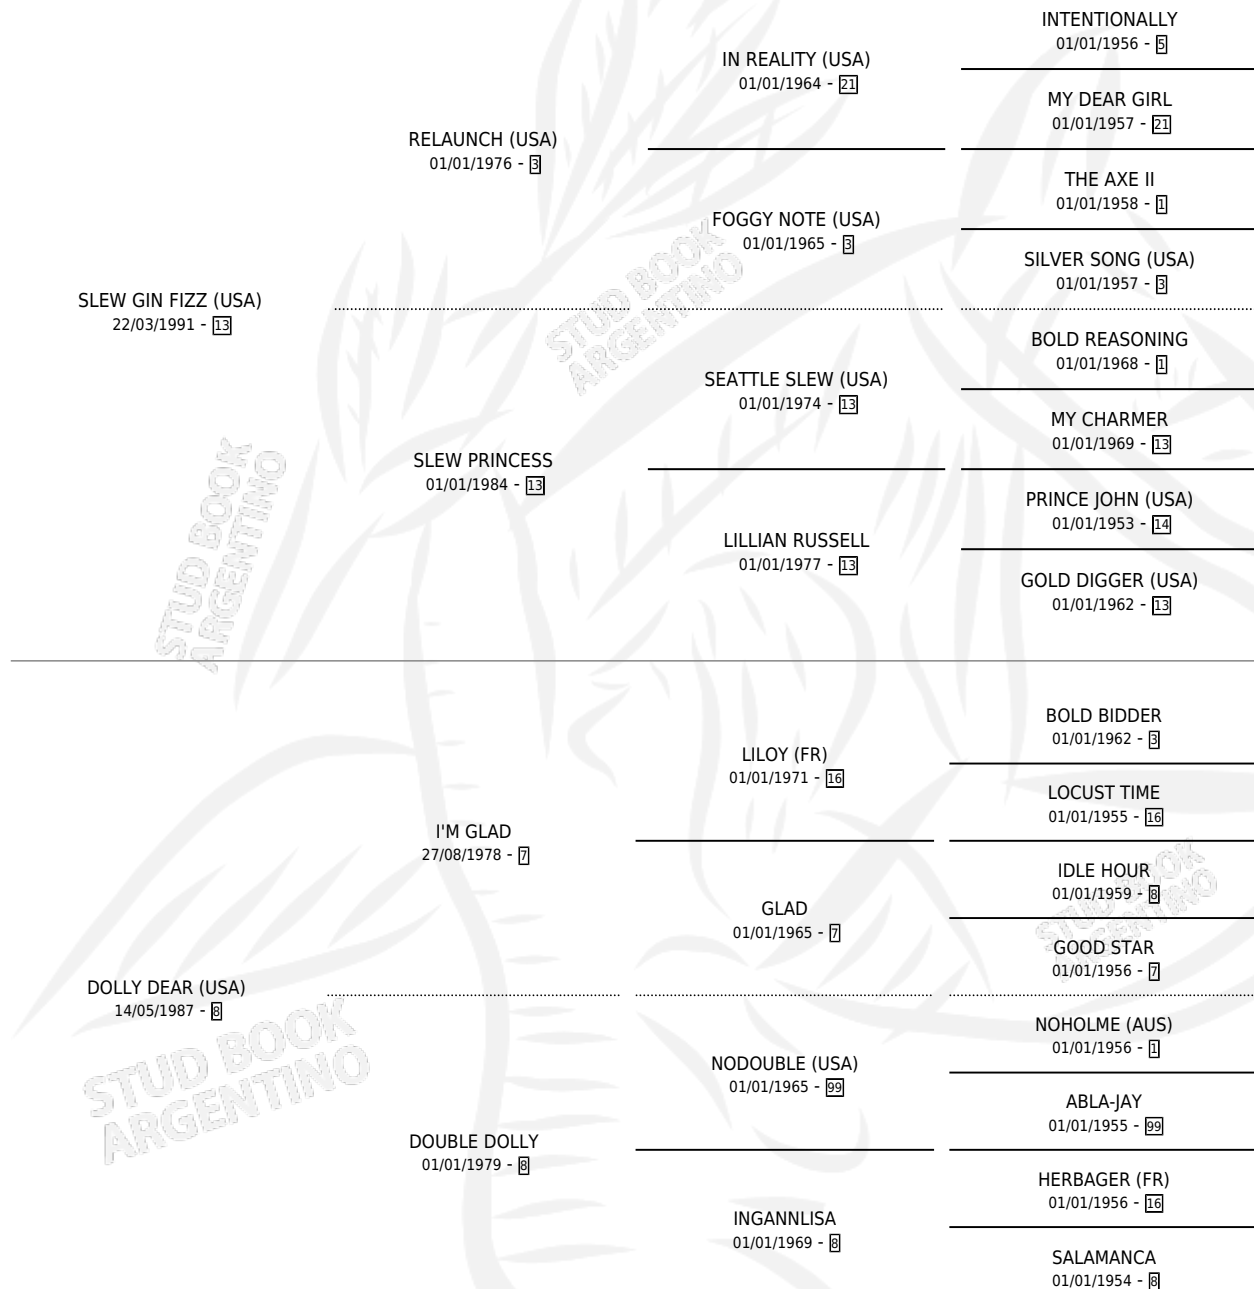 INTENTIONALLY
01/01/1956 - 5
IN REALITY (USA)
01/01/1964 - 21
MY DEAR GIRL
01/01/1957 - 21
RELAUNCH (USA)
01/01/1976 - 3
THE AXE II
01/01/1958 - 1
FOGGY NOTE (USA)
01/01/1965 - 3
SILVER SONG (USA)
01/01/1957 - 3
SLEW GIN FIZZ (USA)
22/03/1991 - 13
BOLD REASONING
01/01/1968 - 1
SEATTLE SLEW (USA)
01/01/1974 - 13
MY CHARMER
01/01/1969 - 13
SLEW PRINCESS
01/01/1984 - 13
PRINCE JOHN (USA)
01/01/1953 - 14
LILLIAN RUSSELL
01/01/1977 - 13
GOLD DIGGER (USA)
01/01/1962 - 13
BOLD BIDDER
01/01/1962 - 3
LILOY (FR)
01/01/1971 - 16
LOCUST TIME
01/01/1955 - 16
I'M GLAD
27/08/1978 - 7
IDLE HOUR
01/01/1959 - 8
GLAD
01/01/1965 - 7
GOOD STAR
01/01/1956 - 7
DOLLY DEAR (USA)
14/05/1987 - 8
NOHOLME (AUS)
01/01/1956 - 1
NODOUBLE (USA)
01/01/1965 - 99
ABLA-JAY
01/01/1955 - 99
DOUBLE DOLLY
01/01/1979 - 8
HERBAGER (FR)
01/01/1956 - 16
INGANNLISA
01/01/1969 - 8
SALAMANCA
01/01/1954 - 8
STUD BOOK
ARGENTINO
STUD BOOK
ARGENTINO
STUD BOOK
ARGENTINO
STUD BOOK
ARGENTINO